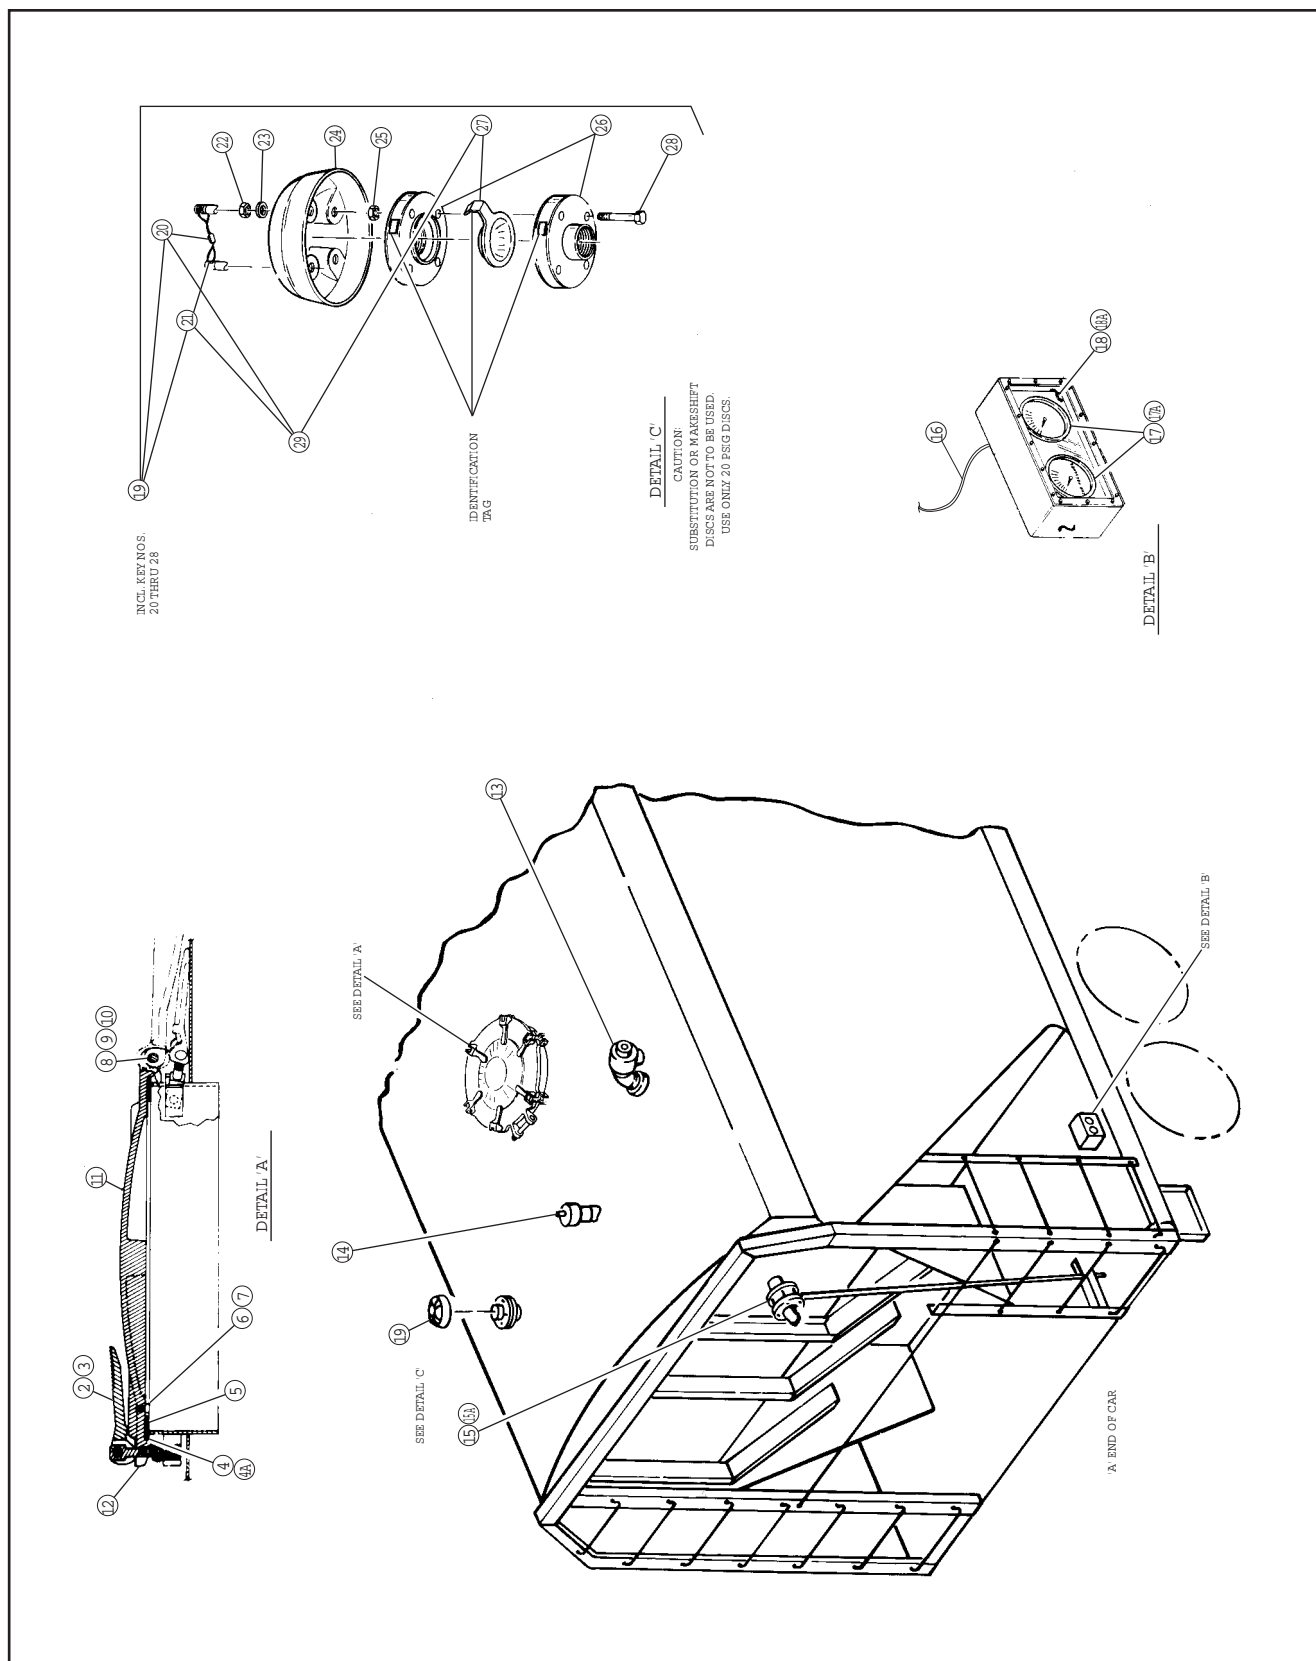 INCL. KEY NOS.
20 THRU 28
19
20
21
29
22
23
24
25
27
26
28
IDENTIFICATION
TAG
DETAIL 'C'
CAUTION:
SUBSTITUTION OR MAKESHIFT
DISCS ARE NOT TO BE USED.
USE ONLY 20 PSIG DISCS.
16
17 17A
18 18A
DETAIL 'B'
12
2 3
4
4A
5
6 7
11
8 9 10
DETAIL 'A'
SEE DETAIL 'A'
13
14
19
SEE DETAIL 'C'
15 15A
'A' END OF CAR
SEE DETAIL 'B'